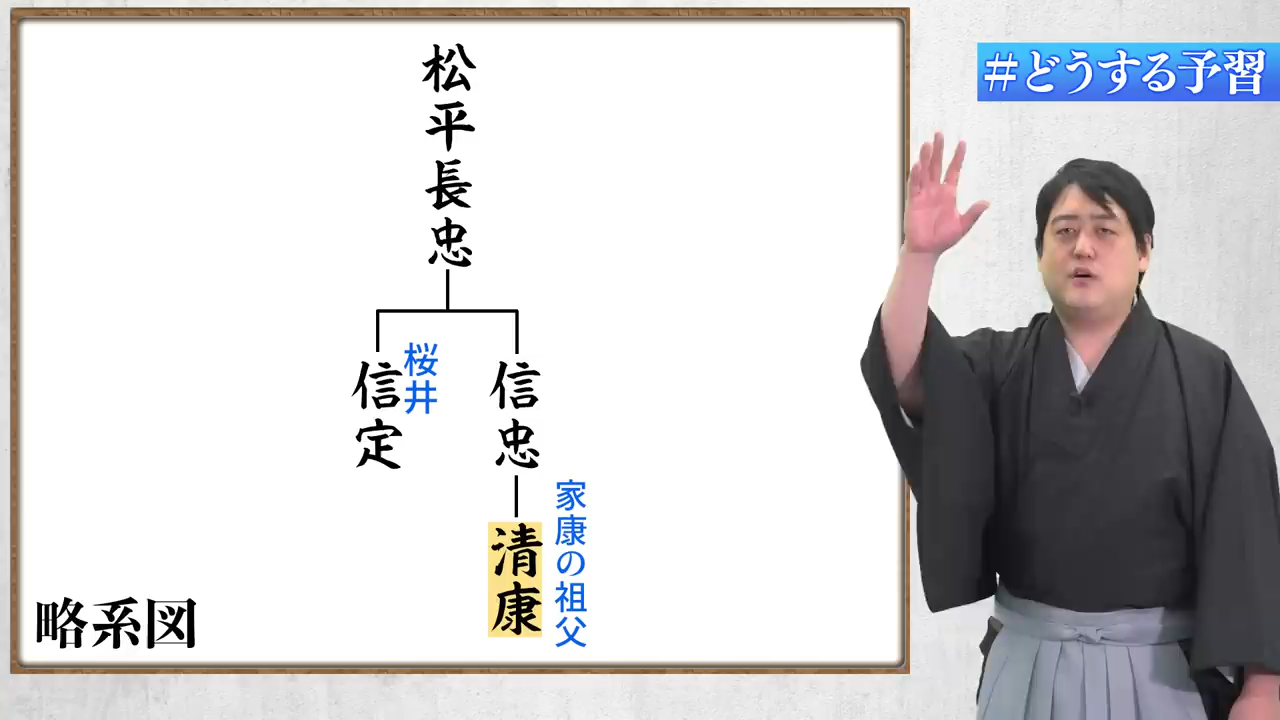 #どうする予習
松平長忠
信忠
信定
桜井
清康
家康の祖父
略系図